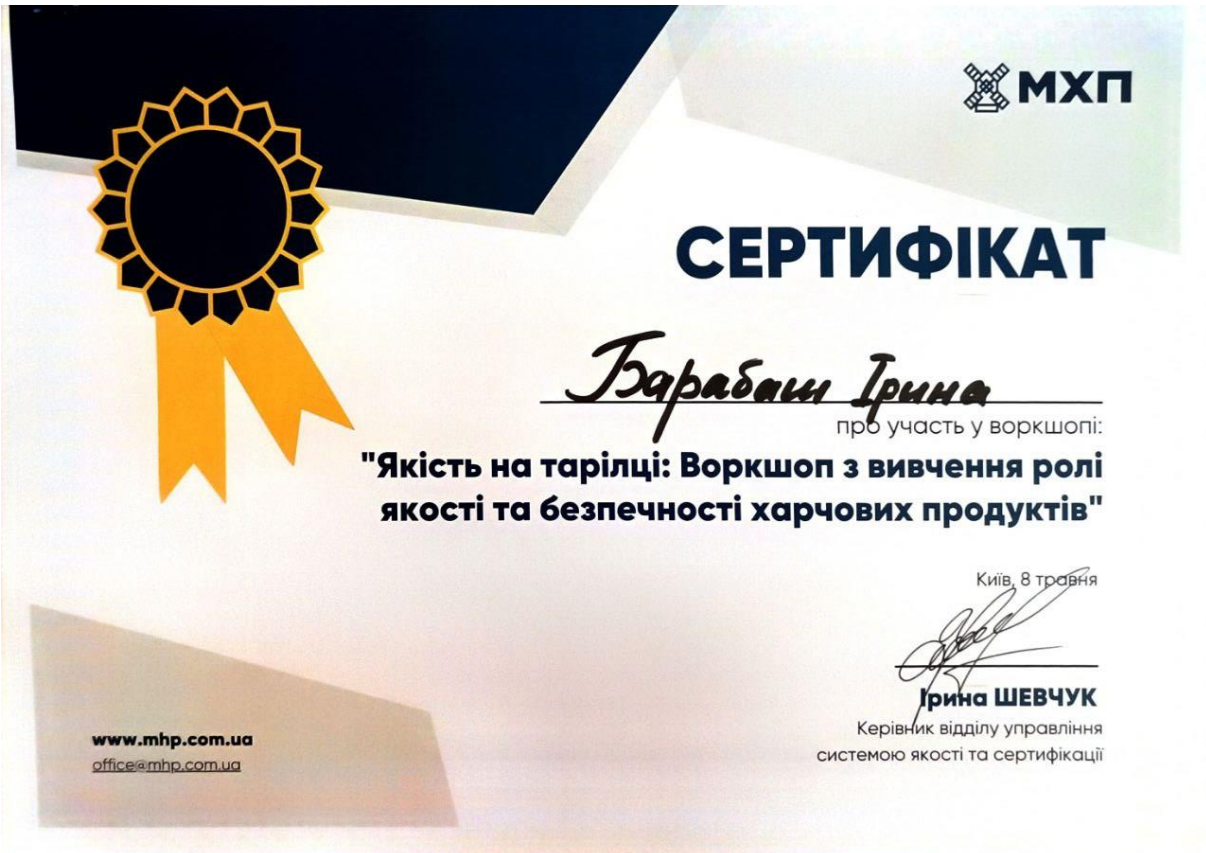 МХП
СЕРТИФІКАТ
Барабаш Ірина
про участь у воркшопі:
"Якість на тарілці: Воркшоп з вивчення ролі
якості та безпечності харчових продуктів"
Київ, 8 травня
Ірина ШЕВЧУК
Керівник відділу управління
системою якості та сертифікації
www.mhp.com.ua
office@mhp.com.ua